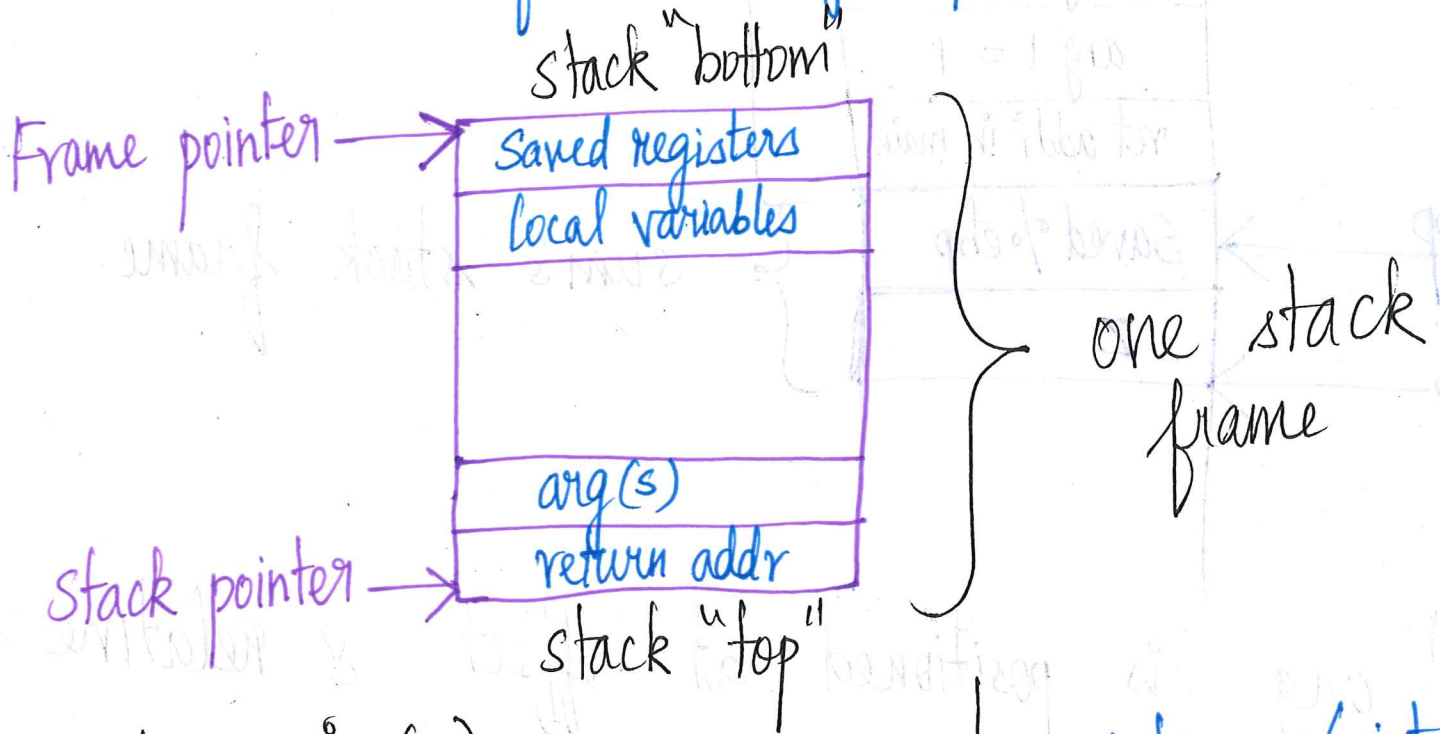 stack "bottom"
Frame pointer
saved registers
local variables
one stack
frame
arg(s)
return addr
stack pointer
stack "top"